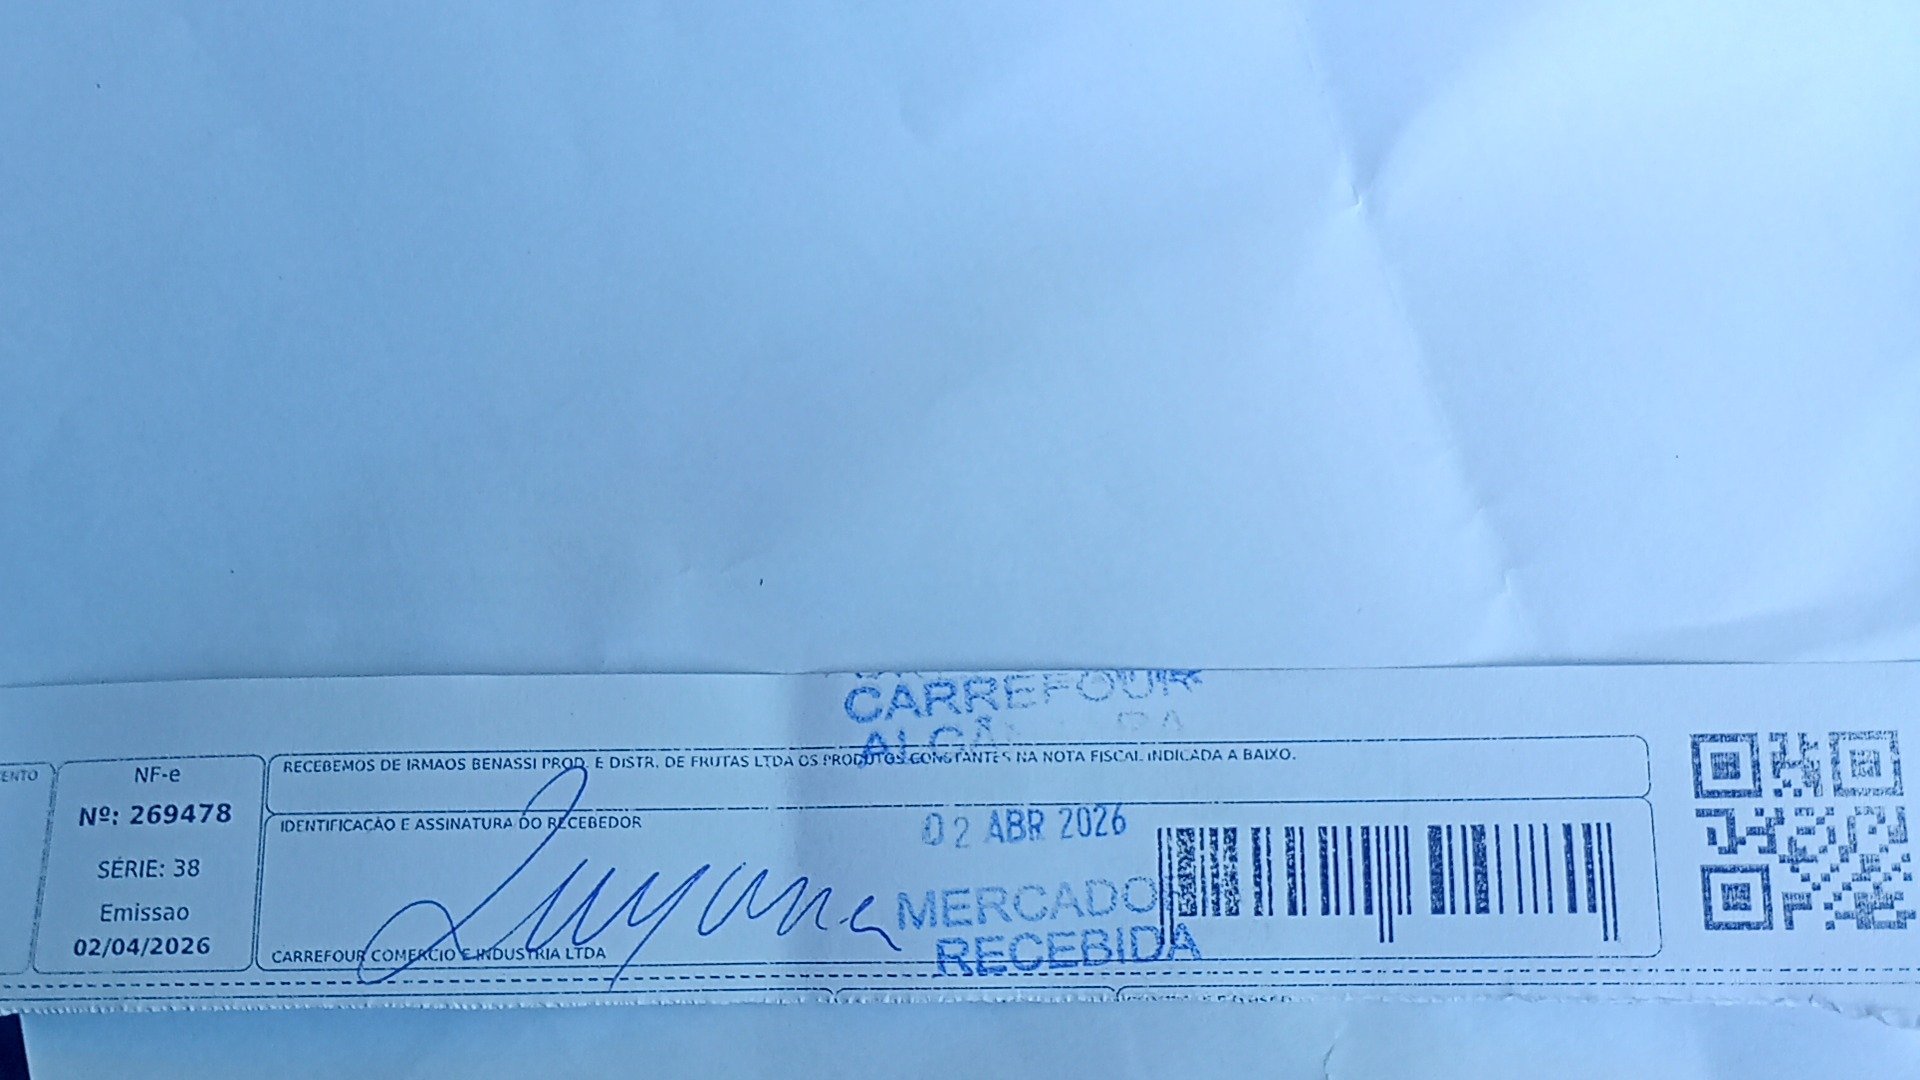 CARREFOUR
NF-e
Nº: 269478
SÉRIE: 38
Emissao
02/04/2026
RECEBEMOS DE IRMAOS BENASSI PROD. E DISTR. DE FRUTAS LTDA OS PRODUTOS CONSTANTES NA NOTA FISCAL INDICADA A BAIXO.
IDENTIFICAÇÃO E ASSINATURA DO RECEBEDOR
02 ABR 2026
Luyana
MERCADO
RECEBIDA
CARREFOUR COMERCIO E INDUSTRIA LTDA